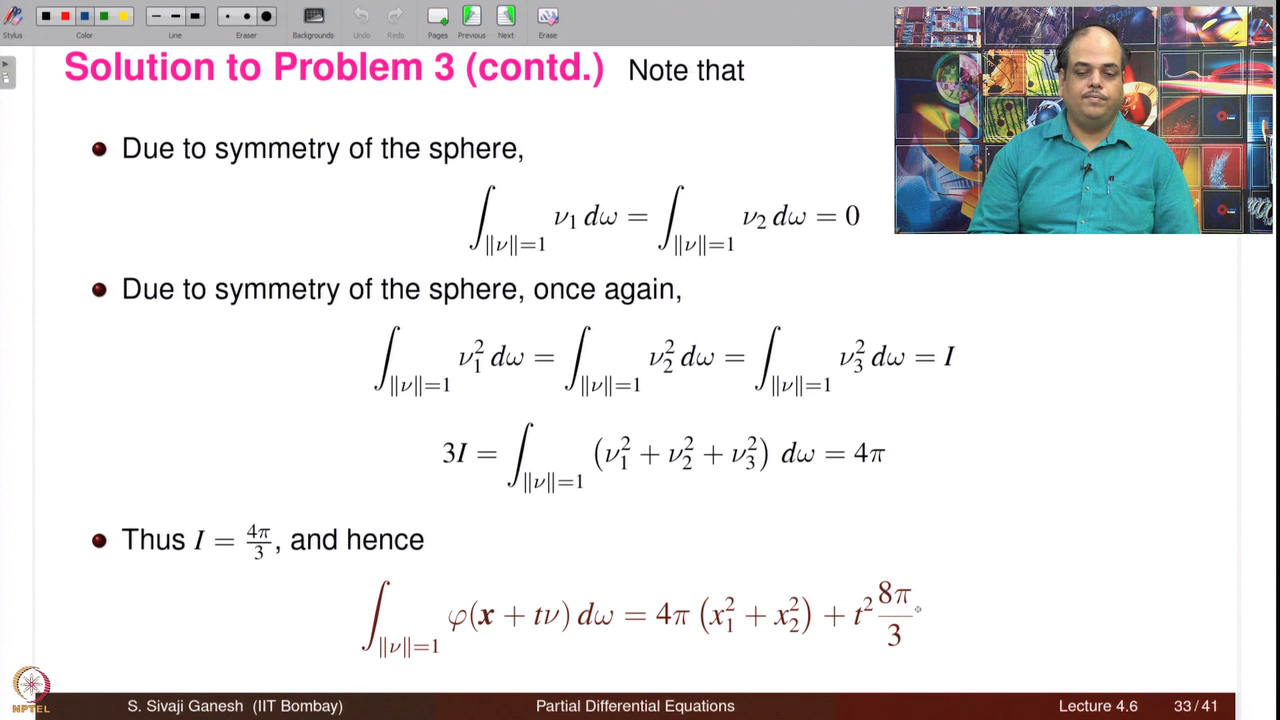 Stylus Color Line Eraser Backgrounds Undo Redo Pages Previous Next Erase
Solution to Problem 3 (contd.) Note that
Due to symmetry of the sphere,
∫_{‖ν‖=1} ν₁ dω = ∫_{‖ν‖=1} ν₂ dω = 0
Due to symmetry of the sphere, once again,
∫_{‖ν‖=1} ν₁² dω = ∫_{‖ν‖=1} ν₂² dω = ∫_{‖ν‖=1} ν₃² dω = I
3I = ∫_{‖ν‖=1} (ν₁² + ν₂² + ν₃²) dω = 4π
Thus I = 4π/3, and hence
∫_{‖ν‖=1} φ(x + tν) dω = 4π (x₁² + x₂²) + t² 8π/3
NPTEL
S. Sivaji Ganesh (IIT Bombay) Partial Differential Equations Lecture 4.6 33/41